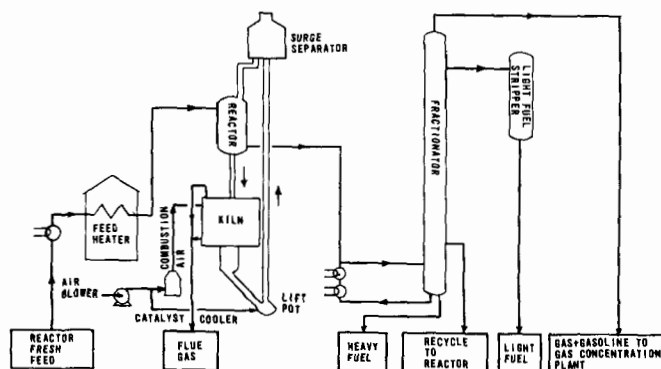 SURGE
SEPARATOR
REACTOR
FRACTIONATOR
LIGHT FUEL
STRIPPER
KILN
FEED
HEATER
COMBUSTION
AIR
AIR
BLOWER
LIFT
POT
CATALYST COOLER
REACTOR
FRESH
FEED
FLUE
GAS
HEAVY
FUEL
RECYCLE
TO
REACTOR
LIGHT
FUEL
GAS+GASOLINE TO
GAS CONCENTRATION
PLANT